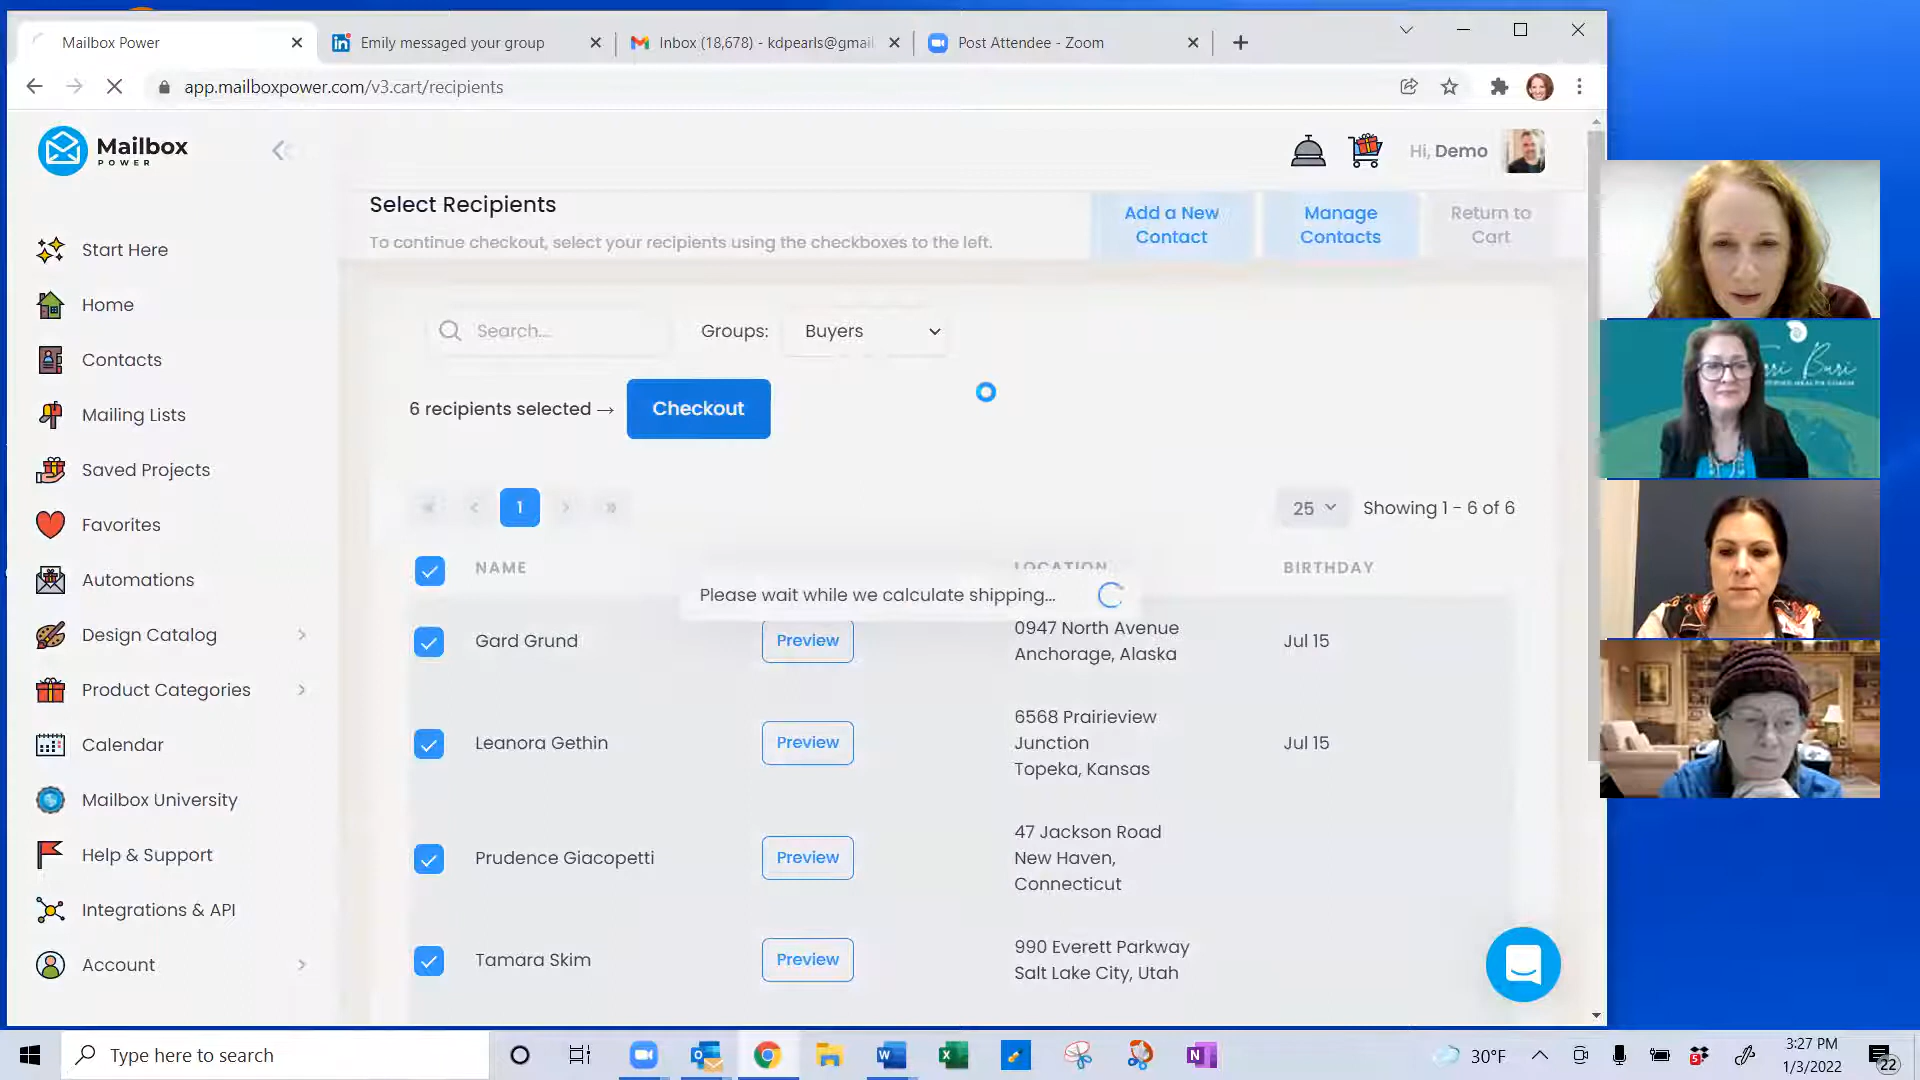 Mailbox Power
Emily messaged your group
Inbox (18,678) - kdpearls@gmail
Post Attendee - Zoom
app.mailboxpower.com/v3.cart/recipients
Mailbox
POWER
Hi, Demo
Start Here
Home
Contacts
Mailing Lists
Saved Projects
Favorites
Automations
Design Catalog
Product Categories
Calendar
Mailbox University
Help & Support
Integrations & API
Account
Select Recipients
To continue checkout, select your recipients using the checkboxes to the left.
Add a New
Contact
Manage
Contacts
Return to
Cart
Search...
Groups:
Buyers
6 recipients selected →
Checkout
1
25
Showing 1 - 6 of 6
NAME
LOCATION
BIRTHDAY
Please wait while we calculate shipping...
Gard Grund
Preview
0947 North Avenue
Anchorage, Alaska
Jul 15
Leanora Gethin
Preview
6568 Prairieview
Junction
Topeka, Kansas
Jul 15
Prudence Giacopetti
Preview
47 Jackson Road
New Haven,
Connecticut
Tamara Skim
Preview
990 Everett Parkway
Salt Lake City, Utah
Type here to search
30°F
3:27 PM
1/3/2022
22